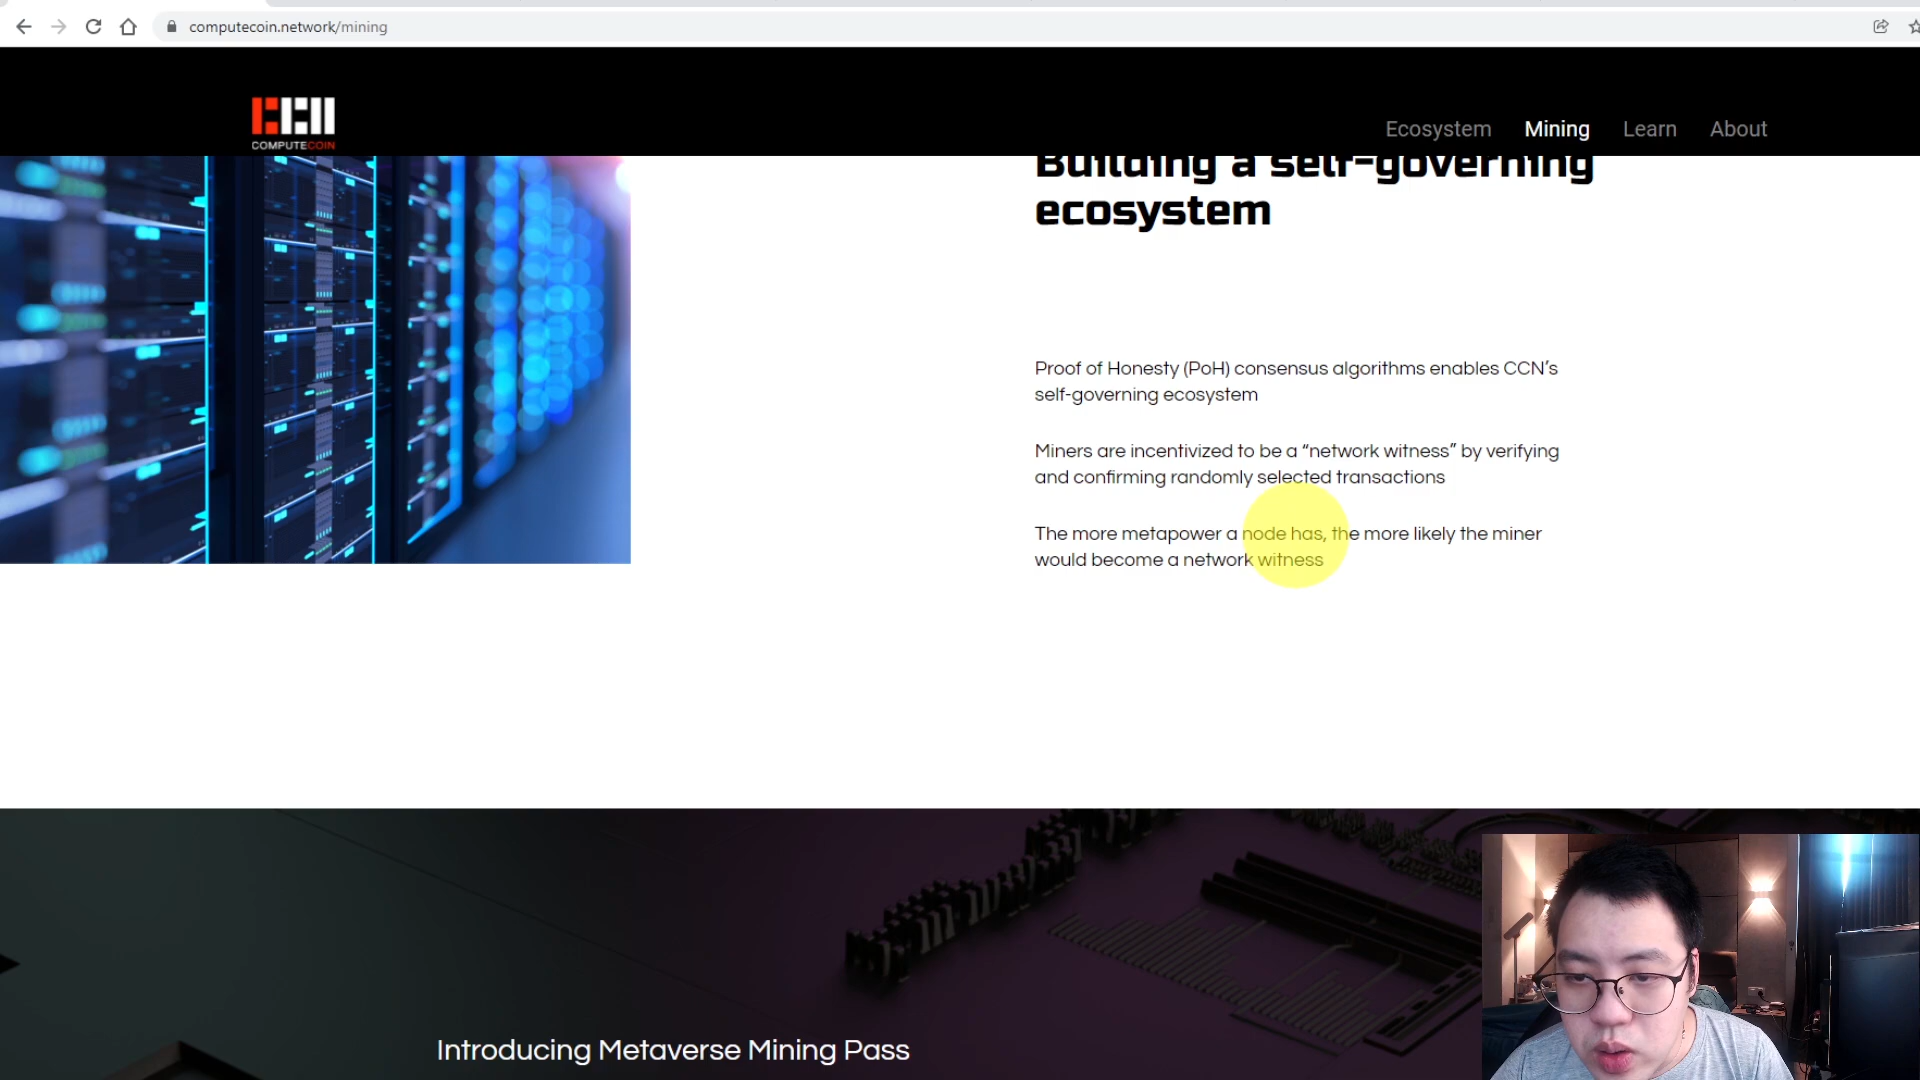 computecoin.network/mining
COMPUTECOIN
Ecosystem Mining Learn About
Building a self-governing
ecosystem
Proof of Honesty (PoH) consensus algorithms enables CCN’s
self-governing ecosystem
Miners are incentivized to be a “network witness” by verifying
and confirming randomly selected transactions
The more metapower a node has, the more likely the miner
would become a network witness
Introducing Metaverse Mining Pass